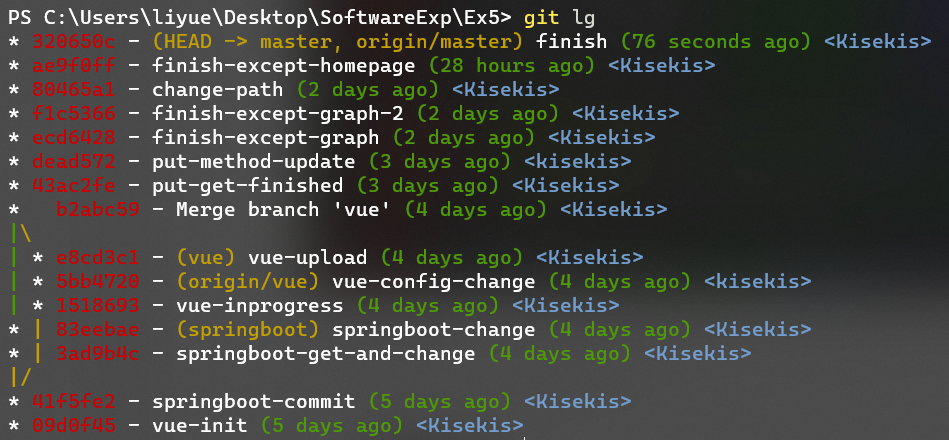 PS C:\Users\liyue\Desktop\SoftwareExp\Ex5> git lg
* 320650c - (HEAD -> master, origin/master) finish (76 seconds ago) <Kisekis>
* ae9f0ff - finish-except-homepage (28 hours ago) <Kisekis>
* 80465a1 - change-path (2 days ago) <Kisekis>
* f1c5366 - finish-except-graph-2 (2 days ago) <Kisekis>
* ecd6428 - finish-except-graph (2 days ago) <Kisekis>
* dead572 - put-method-update (3 days ago) <Kisekis>
* 43ac2fe - put-get-finished (3 days ago) <Kisekis>
*   b2abc59 - Merge branch 'vue' (4 days ago) <Kisekis>
|\
| * e8cd3c1 - (vue) vue-upload (4 days ago) <Kisekis>
| * 5bb4720 - (origin/vue) vue-config-change (4 days ago) <Kisekis>
| * 1518693 - vue-inprogress (4 days ago) <Kisekis>
* | 83eebae - (springboot) springboot-change (4 days ago) <Kisekis>
* | 3ad9b4c - springboot-get-and-change (4 days ago) <Kisekis>
|/
* 41f5fe2 - springboot-commit (5 days ago) <Kisekis>
* 09d0f45 - vue-init (5 days ago) <Kisekis>